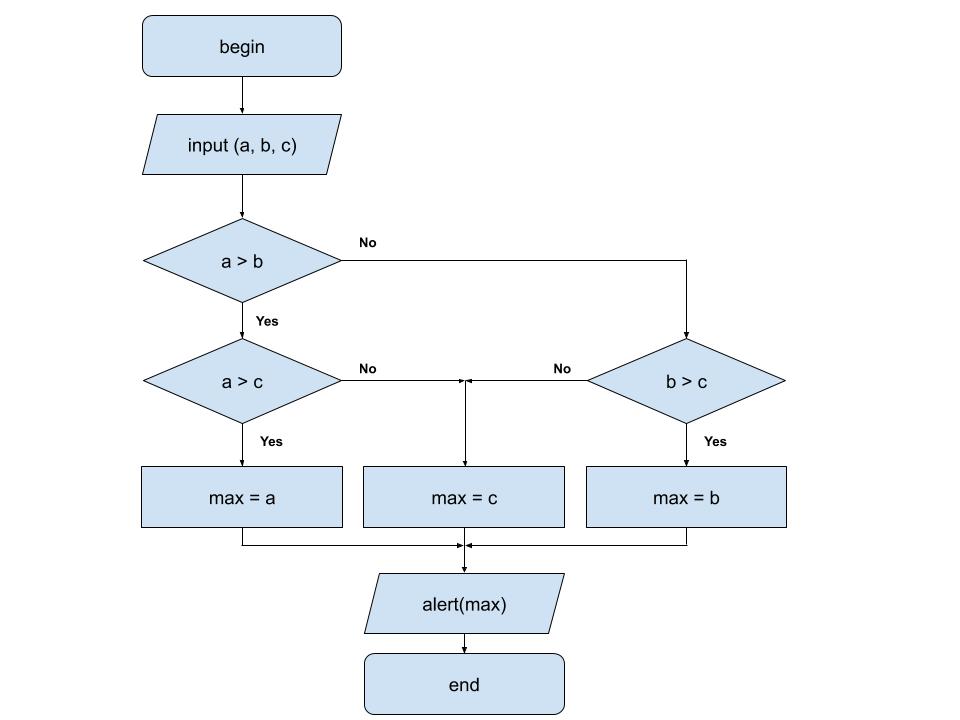 begin
input (a, b, c)
a > b
No
Yes
a > c
No
No
b > c
Yes
Yes
max = a
max = c
max = b
alert(max)
end